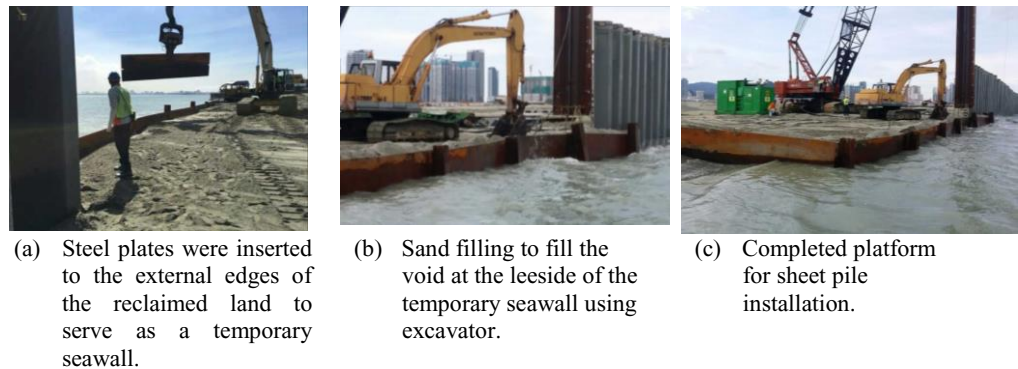 (a) Steel plates were inserted
to the external edges of
the reclaimed land to
serve as a temporary
seawall.
(b) Sand filling to fill the
void at the leeside of the
temporary seawall using
excavator.
(c) Completed platform
for sheet pile
installation.